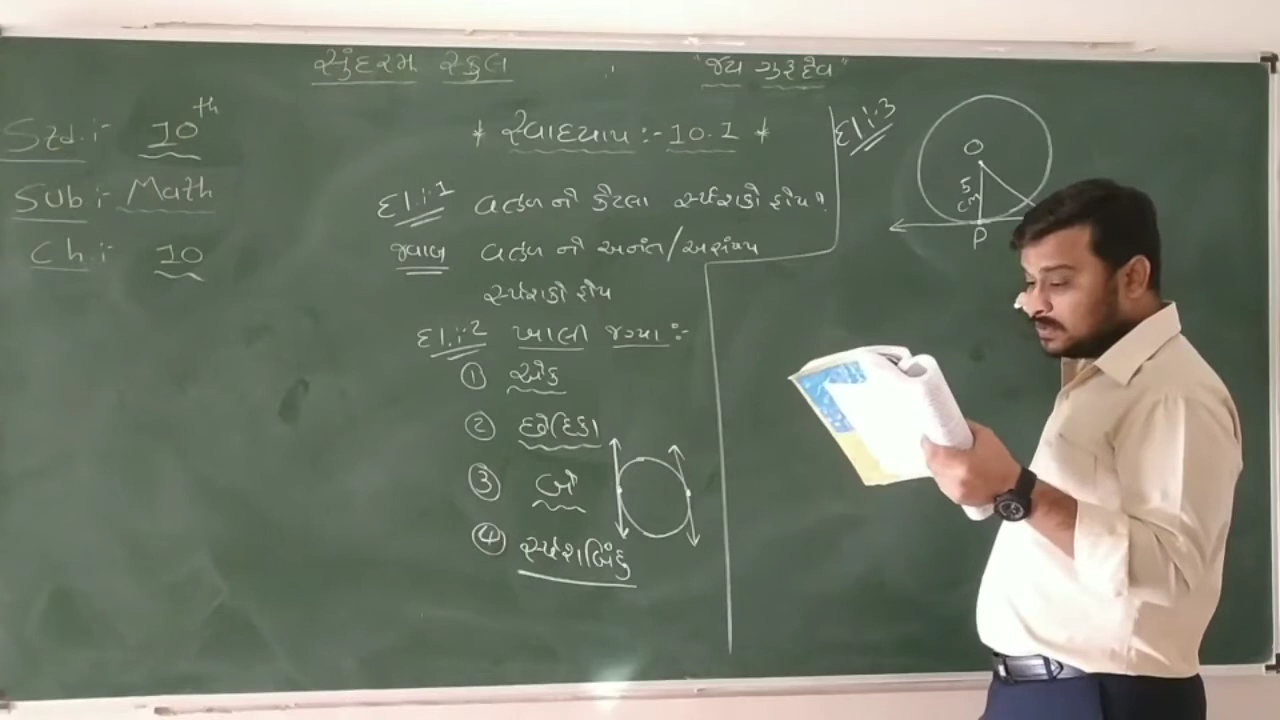 સુંદરમ સ્કુલ
"જય ગુરૂદેવ"
Std.:- 10th
Sub:- Math
Ch.:- 10
* સ્વાધ્યાય :- 10.1 *
દા.:1 વર્તુળ ને કેટલા સ્પર્શકો હોય?
જવાબ વર્તુળ ને અનંત/અસંખ્ય
સ્પર્શકો હોય
દા.:2 ખાલી જગ્યા :-
① એક
② છેદિકા
③ બે
④ સ્પર્શબિંદુ
દા.:3
O
5
cm
P